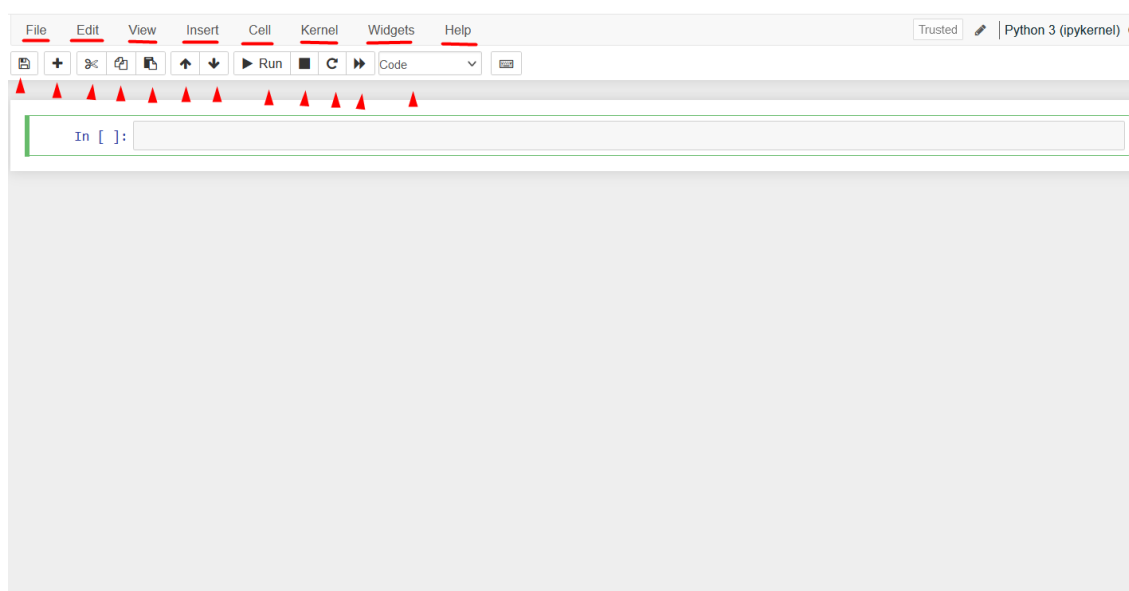 File Edit View Insert Cell Kernel Widgets Help Trusted Python 3 (ipykernel)
Run Code
In [ ]: